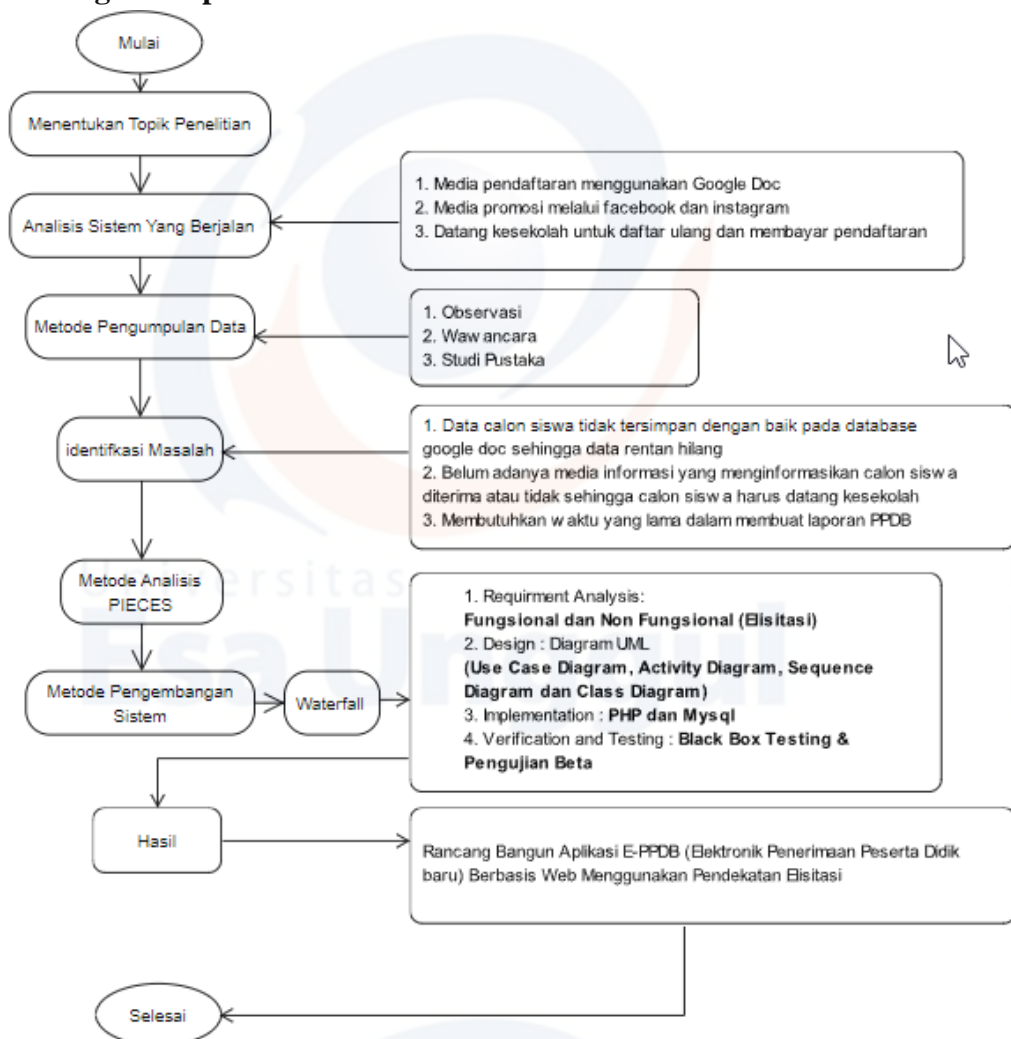 Mulai
Menentukan Topik Penelitian
Analisis Sistem Yang Berjalan
1. Media pendaftaran menggunakan Google Doc
2. Media promosi melalui facebook dan instagram
3. Datang kesekolah untuk daftar ulang dan membayar pendaftaran
Metode Pengumpulan Data
1. Observasi
2. Wawancara
3. Studi Pustaka
identifkasi Masalah
1. Data calon siswa tidak tersimpan dengan baik pada database
google doc sehingga data rentan hilang
2. Belum adanya media informasi yang menginformasikan calon siswa
diterima atau tidak sehingga calon siswa harus datang kesekolah
3. Membutuhkan waktu yang lama dalam membuat laporan PPDB
Metode Analisis
PIECES
Metode Pengembangan
Sistem
Waterfall
1. Requirment Analysis:
Fungsional dan Non Fungsional (Elisitasi)
2. Design : Diagram UML
(Use Case Diagram, Activity Diagram, Sequence
Diagram dan Class Diagram)
3. Implementation : PHP dan Mysql
4. Verification and Testing : Black Box Testing &
Pengujian Beta
Hasil
Rancang Bangun Aplikasi E-PPDB (Elektronik Penerimaan Peserta Didik
baru) Berbasis Web Menggunakan Pendekatan Elisitasi
Selesai
Universitas
Esa Unggul